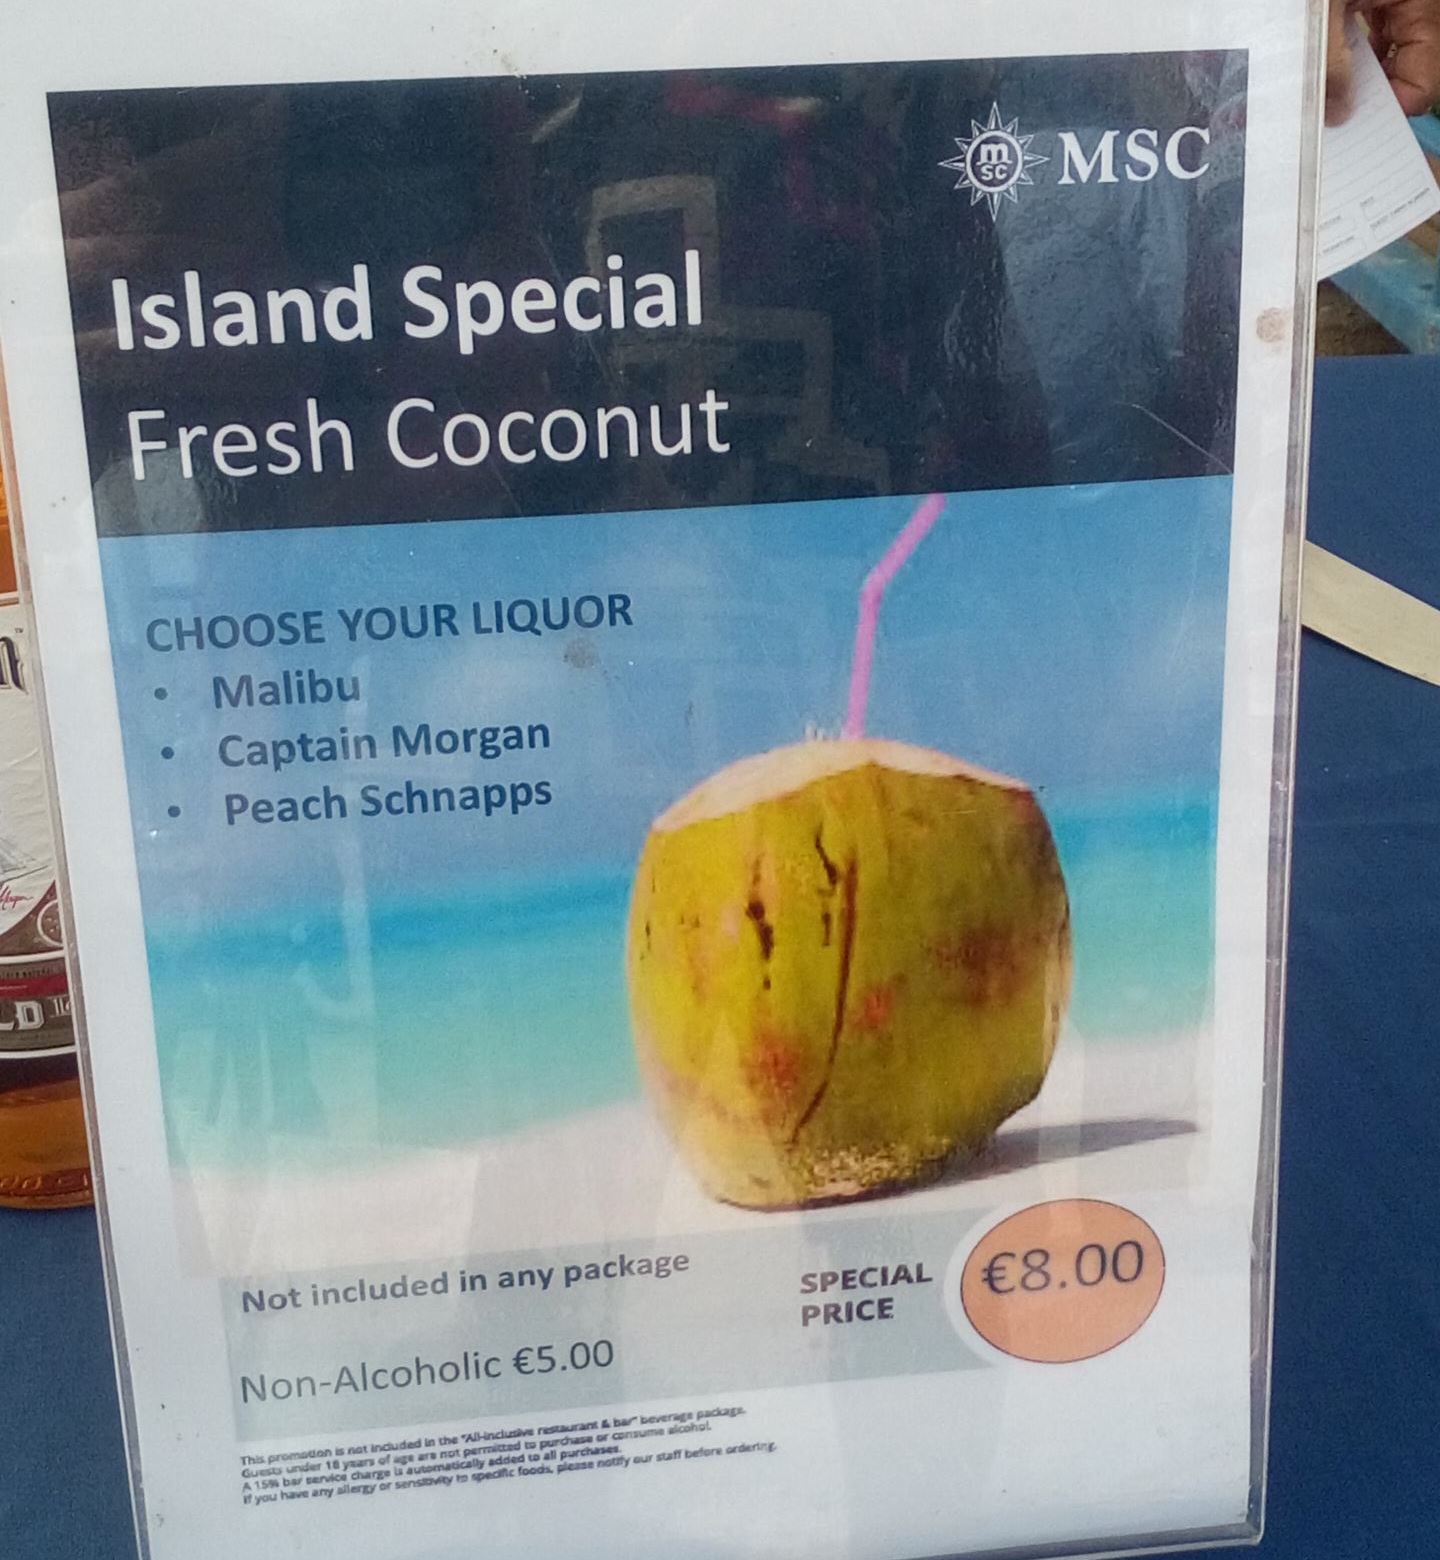 m
sc
MSC
Island Special
Fresh Coconut
CHOOSE YOUR LIQUOR
• Malibu
• Captain Morgan
• Peach Schnapps
Not included in any package
SPECIAL
PRICE
€8.00
Non-Alcoholic €5.00
This promotion is not included in the "All-inclusive restaurant & bar" beverage package.
Guests under 18 years of age are not permitted to purchase or consume alcohol.
A 15% bar service charge is automatically added to all purchases.
If you have any allergy or sensitivity to specific foods, please notify our staff before ordering.